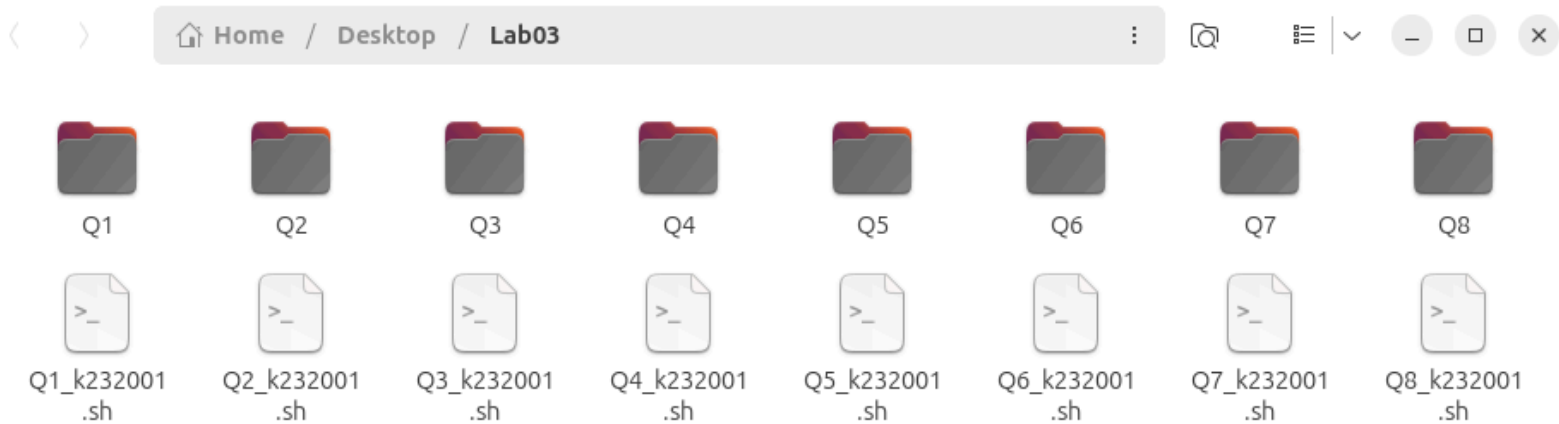 Home / Desktop / Lab03
Q1 Q2 Q3 Q4 Q5 Q6 Q7 Q8
>_ >_ >_ >_ >_ >_ >_ >_
Q1_k232001 Q2_k232001 Q3_k232001 Q4_k232001 Q5_k232001 Q6_k232001 Q7_k232001 Q8_k232001
.sh .sh .sh .sh .sh .sh .sh .sh